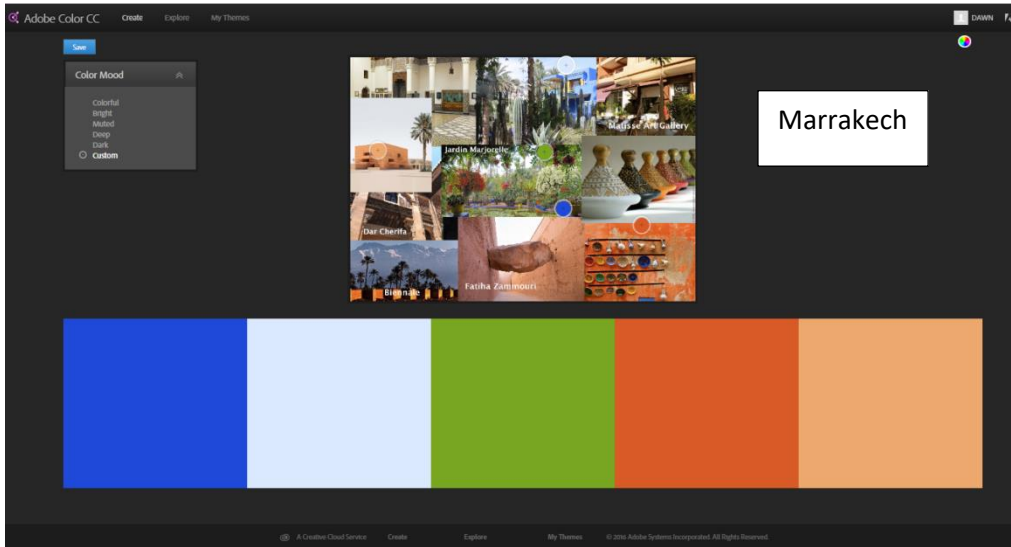 Adobe Color CC Create Explore My Themes DAWN
Save
Color Mood
Colorful
Bright
Muted
Deep
Dark
Custom
Matisse Art Gallery
Jardin Marjorelle
Dar Cherifa
Biennale
Fatiha Zammouri
Marrakech
A Creative Cloud Service Create Explore My Themes © 2016 Adobe Systems Incorporated. All Rights Reserved.